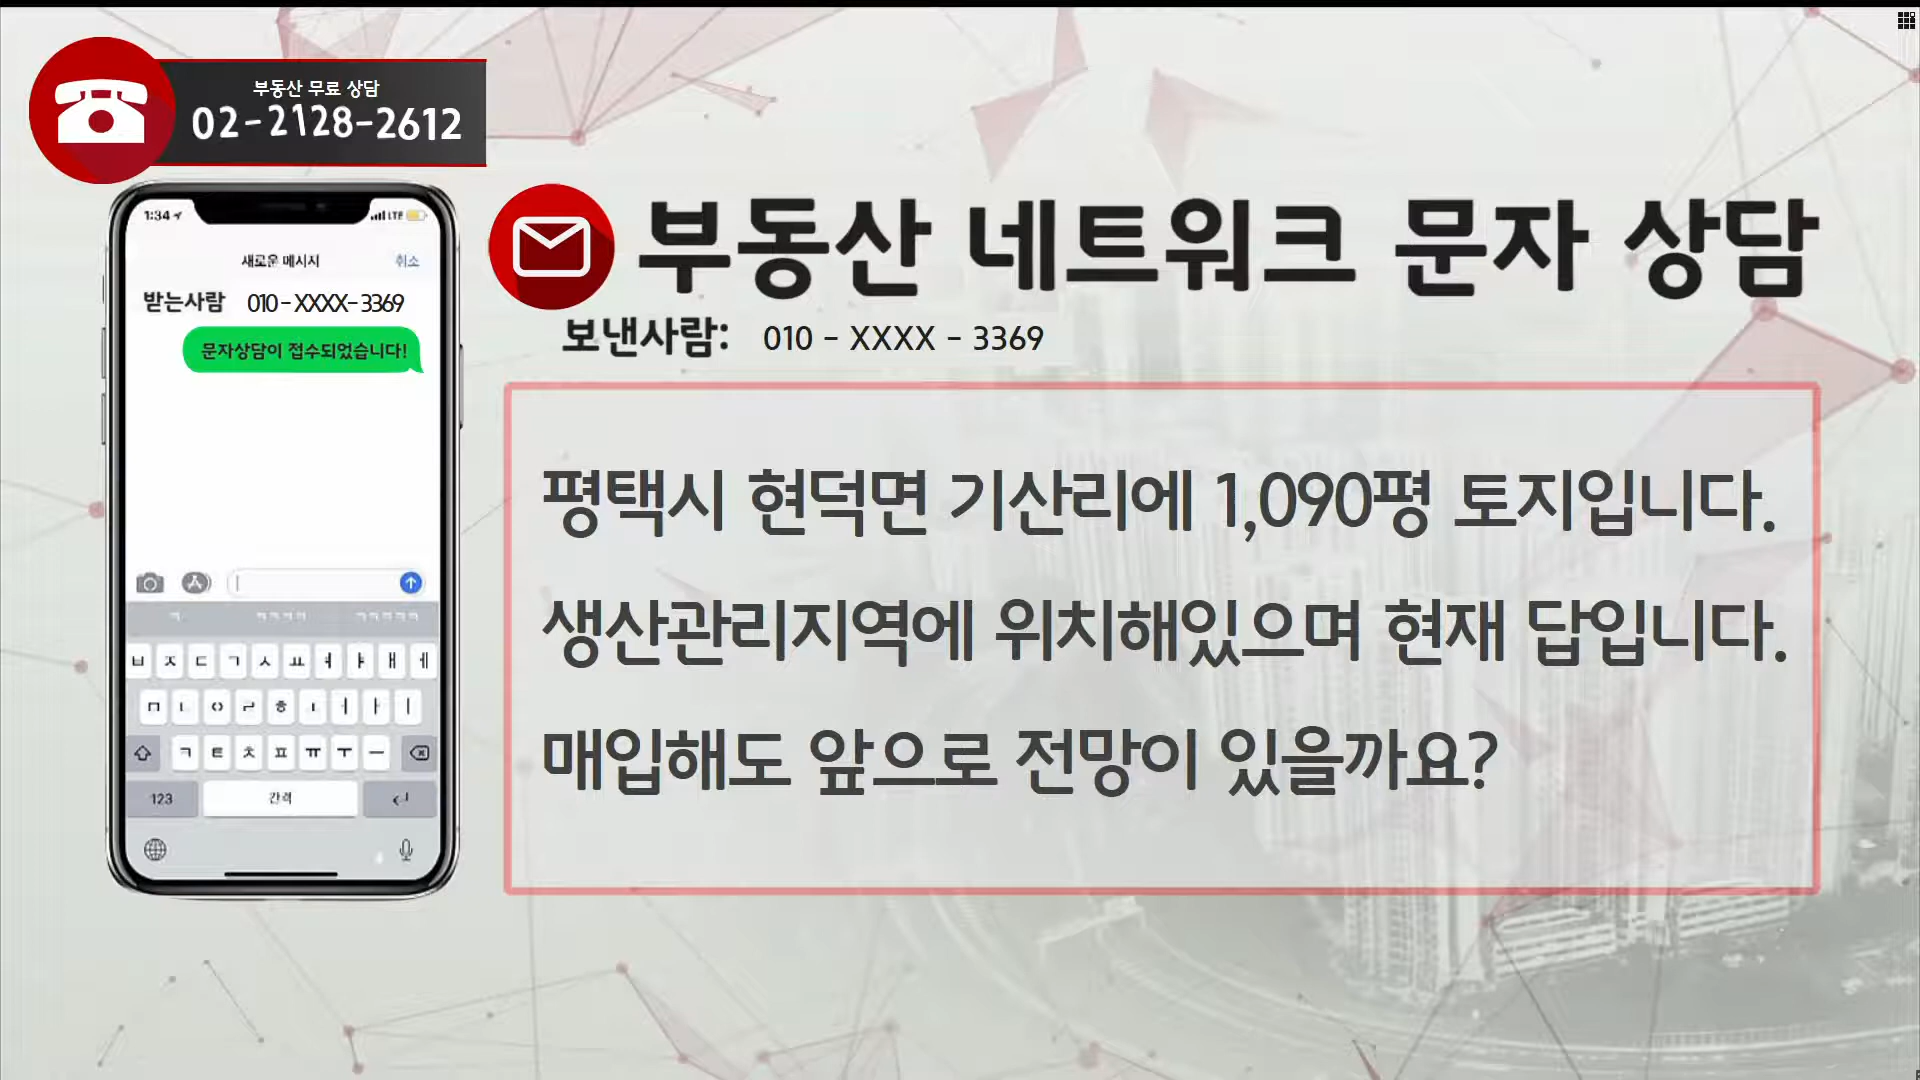 부동산 무료 상담
02-2128-2612
1:34
LTE
새로운 메시지
취소
받는사람 010 - XXXX - 3369
문자상담이 접수되었습니다!
부동산 네트워크 문자 상담
보낸사람: 010 - XXXX - 3369
평택시 현덕면 기산리에 1,090평 토지입니다.
생산관리지역에 위치해있으며 현재 답입니다.
매입해도 앞으로 전망이 있을까요?
ㅋ ㅋㅋㅋㅋ ㅋㅋㅋㅋㅋ
ㅂ ㅈ ㄷ ㄱ ㅅ ㅛ ㅕ ㅑ ㅐ ㅔ
ㅁ ㄴ ㅇ ㄹ ㅎ ㅓ ㅏ ㅣ
ㅋ ㅌ ㅊ ㅍ ㅠ ㅜ ㅡ
123
간격